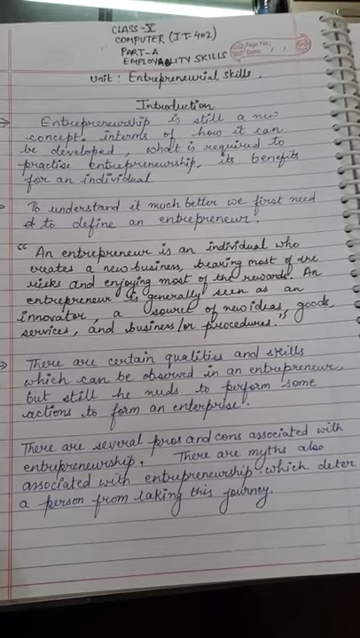 CLASS-X
COMPUTER (IT-402)
PART-A
EMPLOYABILITY SKILLS
Page No.
Date:
Unit : Entrepreneurial skills.
Introduction
→ Entrepreneurship is still a new
concept interms of how it can
be developed, what is required to
practise entrepreneurship, its benefits
for an individual
→ To understand it much better we first need
to define an entrepreneur.
"An entrepreneur is an individual who
creates a new business, bearing most of the
risks and enjoying most of the rewards. An
entrepreneur is generally seen as an
innovator, a source of new ideas, goods,
services, and business/or procedures."
→ There are certain qualities and skills
which can be observed in an entrepreneur
but still he needs to perform some
actions to form an enterprise.
There are several pros and cons associated with
entrepreneurship. There are myths also
associated with entrepreneurship which deter
a person from taking this journey.